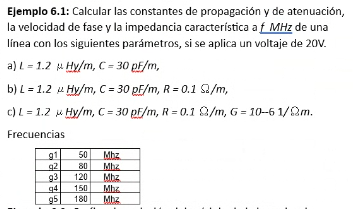 Ejemplo 6.1: Calcular las constantes de propagación y de atenuación,
la velocidad de fase y la impedancia característica a f MHz de una
línea con los siguientes parámetros, si se aplica un voltaje de 20V.
a) L = 1.2 μ Hy/m, C = 30 pF/m,
b) L = 1.2 μ Hy/m, C = 30 pF/m, R = 0.1 Ω/m,
c) L = 1.2 μ Hy/m, C = 30 pF/m, R = 0.1 Ω/m, G = 10--6 1/Ωm.
Frecuencias
g1 50 Mhz
g2 80 Mhz
g3 120 Mhz
g4 150 Mhz
g5 180 Mhz